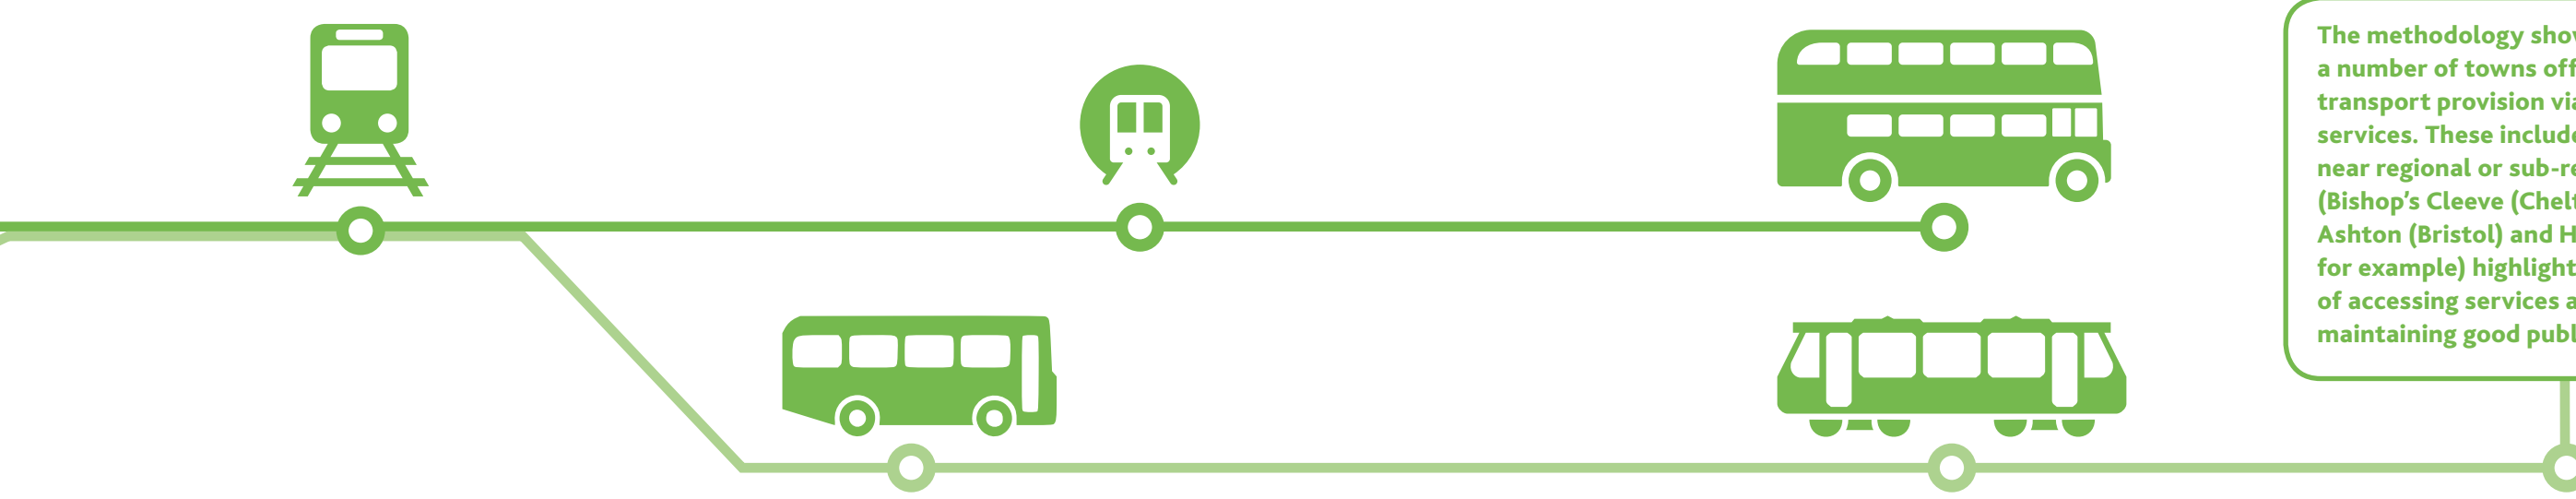 The methodology show
a number of towns off
transport provision via
services. These include
near regional or sub-re
(Bishop's Cleeve (Chelt
Ashton (Bristol) and H
for example) highlight
of accessing services a
maintaining good publ